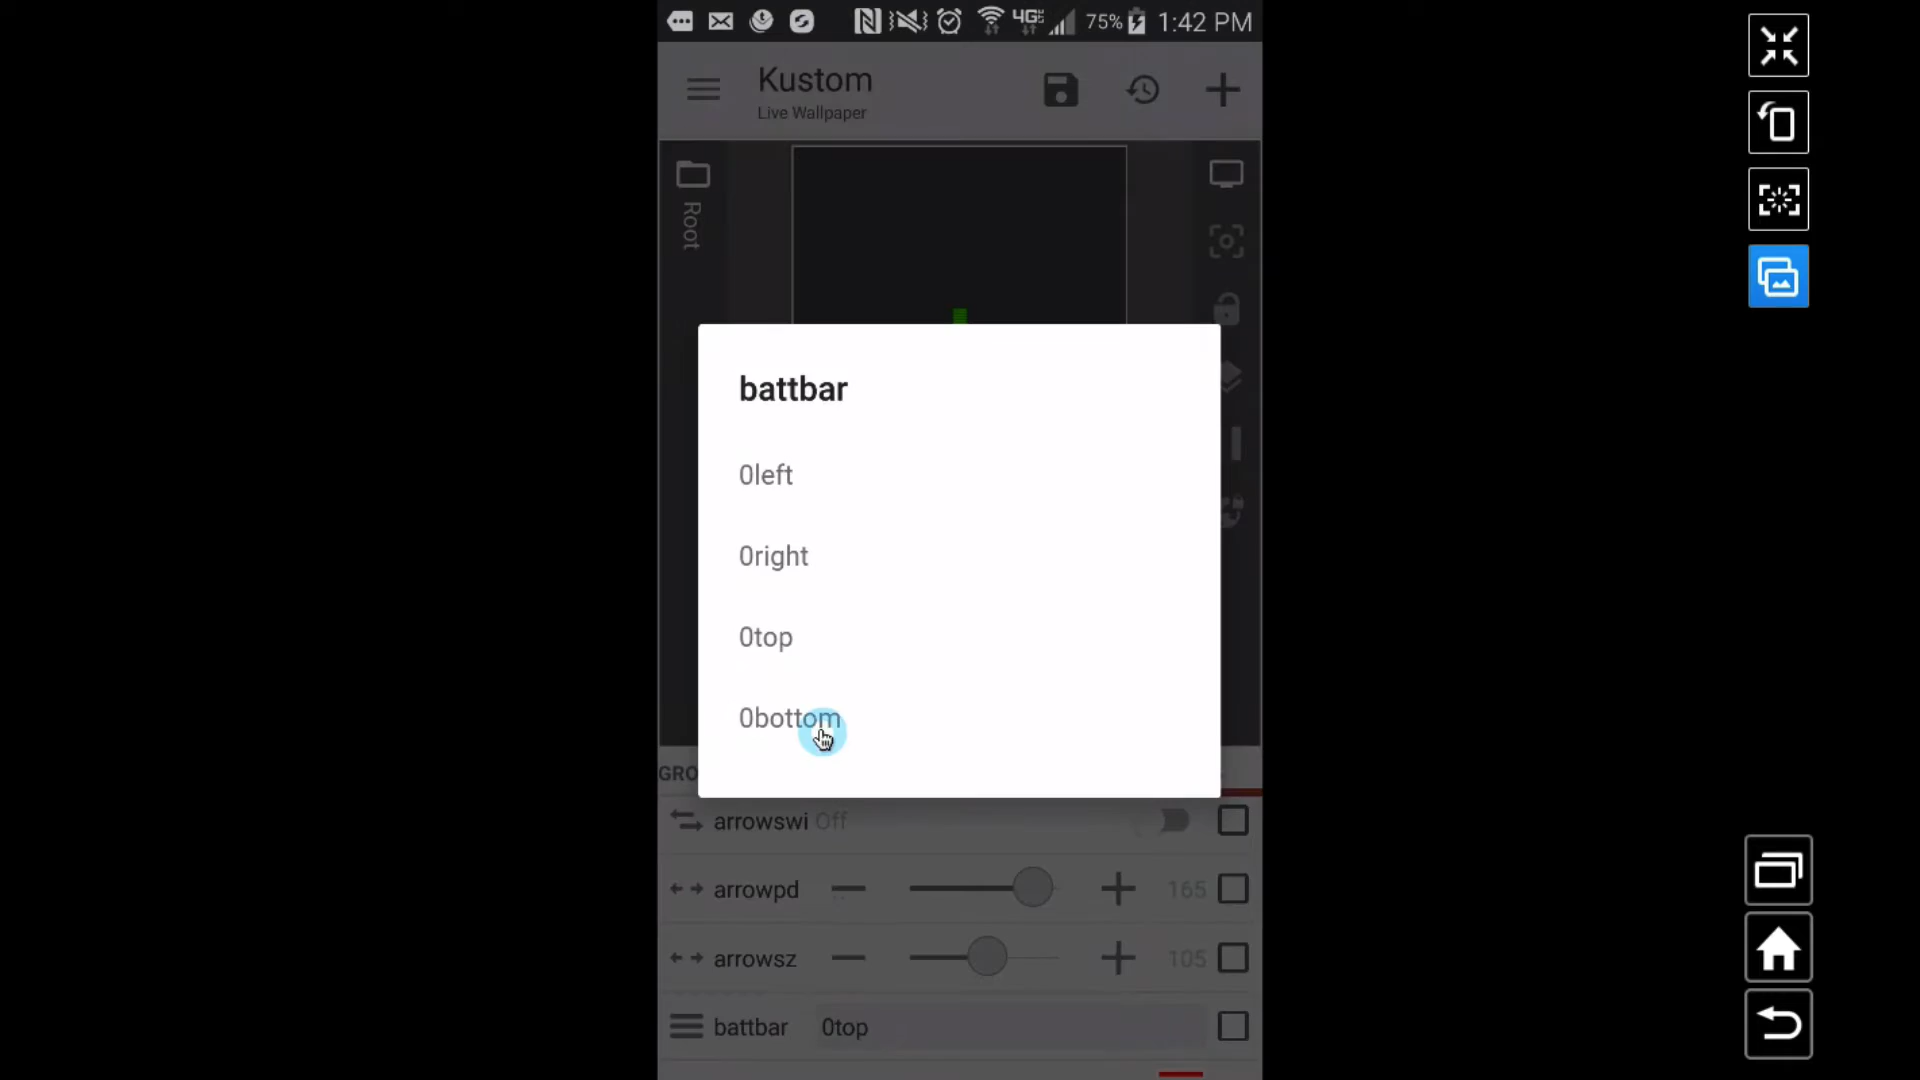 4G 75% 1:42 PM
Kustom
Live Wallpaper
Root
battbar
0left
0right
0top
0bottom
GRO
arrowswi Off
arrowpd 165
arrowsz 105
battbar 0top